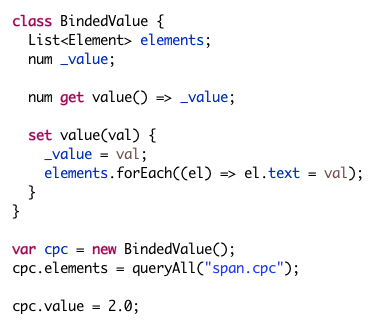 class BindedValue {
  List<Element> elements;
  num _value;

  num get value() => _value;

  set value(val) {
    _value = val;
    elements.forEach((el) => el.text = val);
  }
}

var cpc = new BindedValue();
cpc.elements = queryAll("span.cpc");

cpc.value = 2.0;